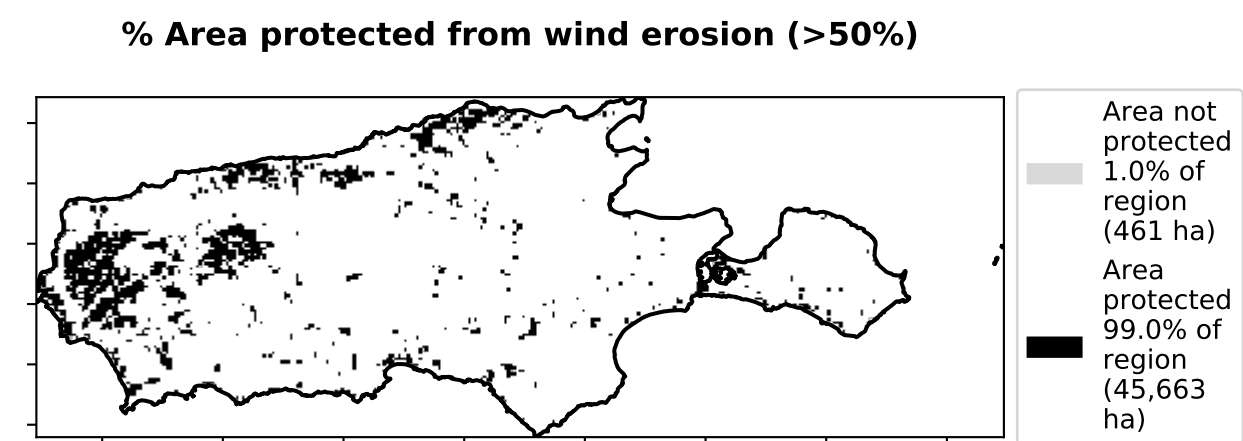 % Area protected from wind erosion (>50%)
Area not
protected
1.0% of
region
(461 ha)
Area
protected
99.0% of
region
(45,663
ha)